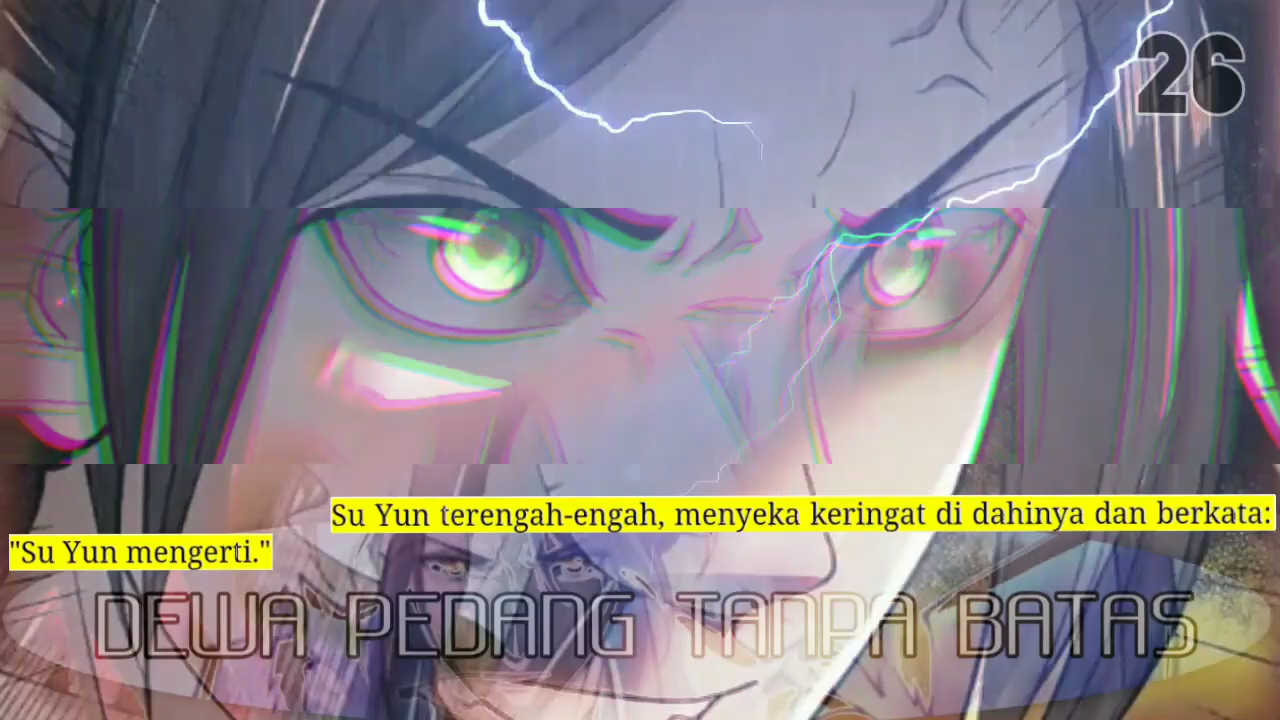 26
Su Yun terengah-engah, menyeka keringat di dahinya dan berkata:
"Su Yun mengerti."
DEWA PEDANG TANPA BATAS